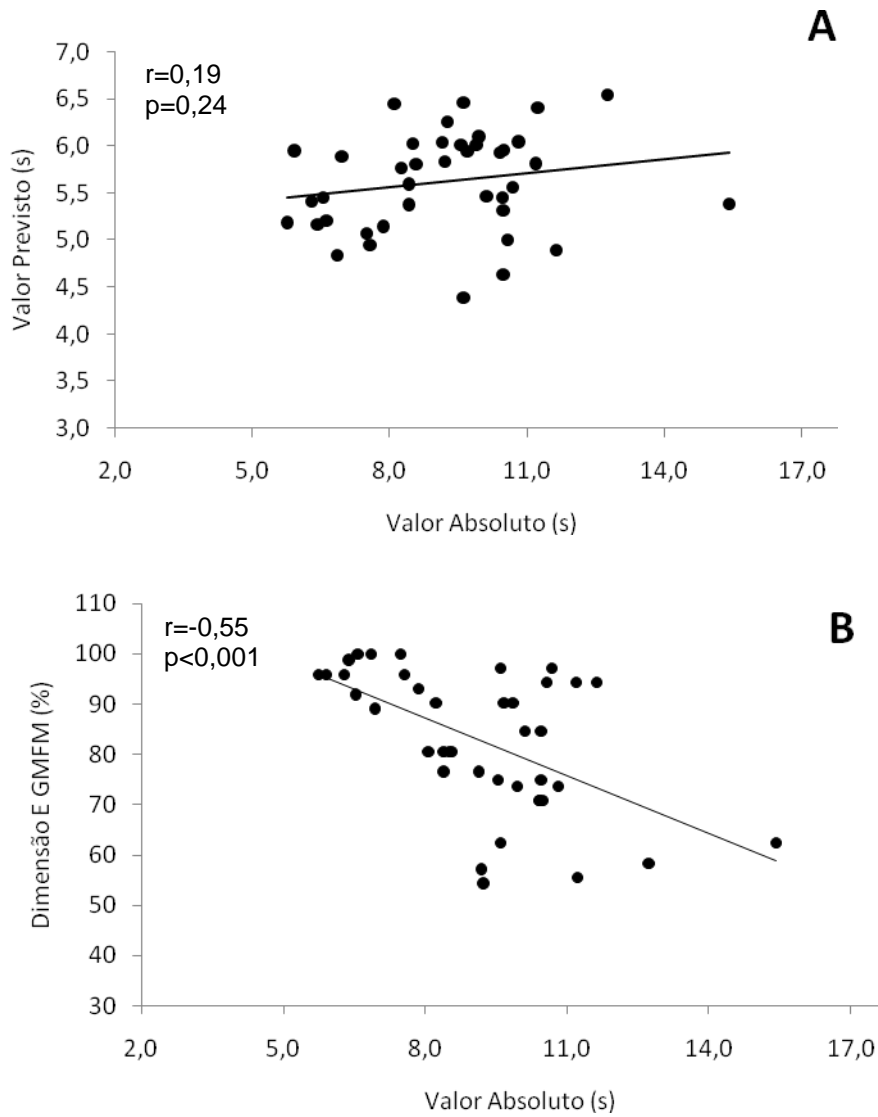 A
r=0,19
p=0,24
7,0
6,5
6,0
5,5
5,0
4,5
4,0
3,5
3,0
Valor Previsto (s)
2,0 5,0 8,0 11,0 14,0 17,0
Valor Absoluto (s)
B
r=-0,55
p<0,001
110
100
90
80
70
60
50
40
30
Dimensão E GMFM (%)
2,0 5,0 8,0 11,0 14,0 17,0
Valor Absoluto (s)